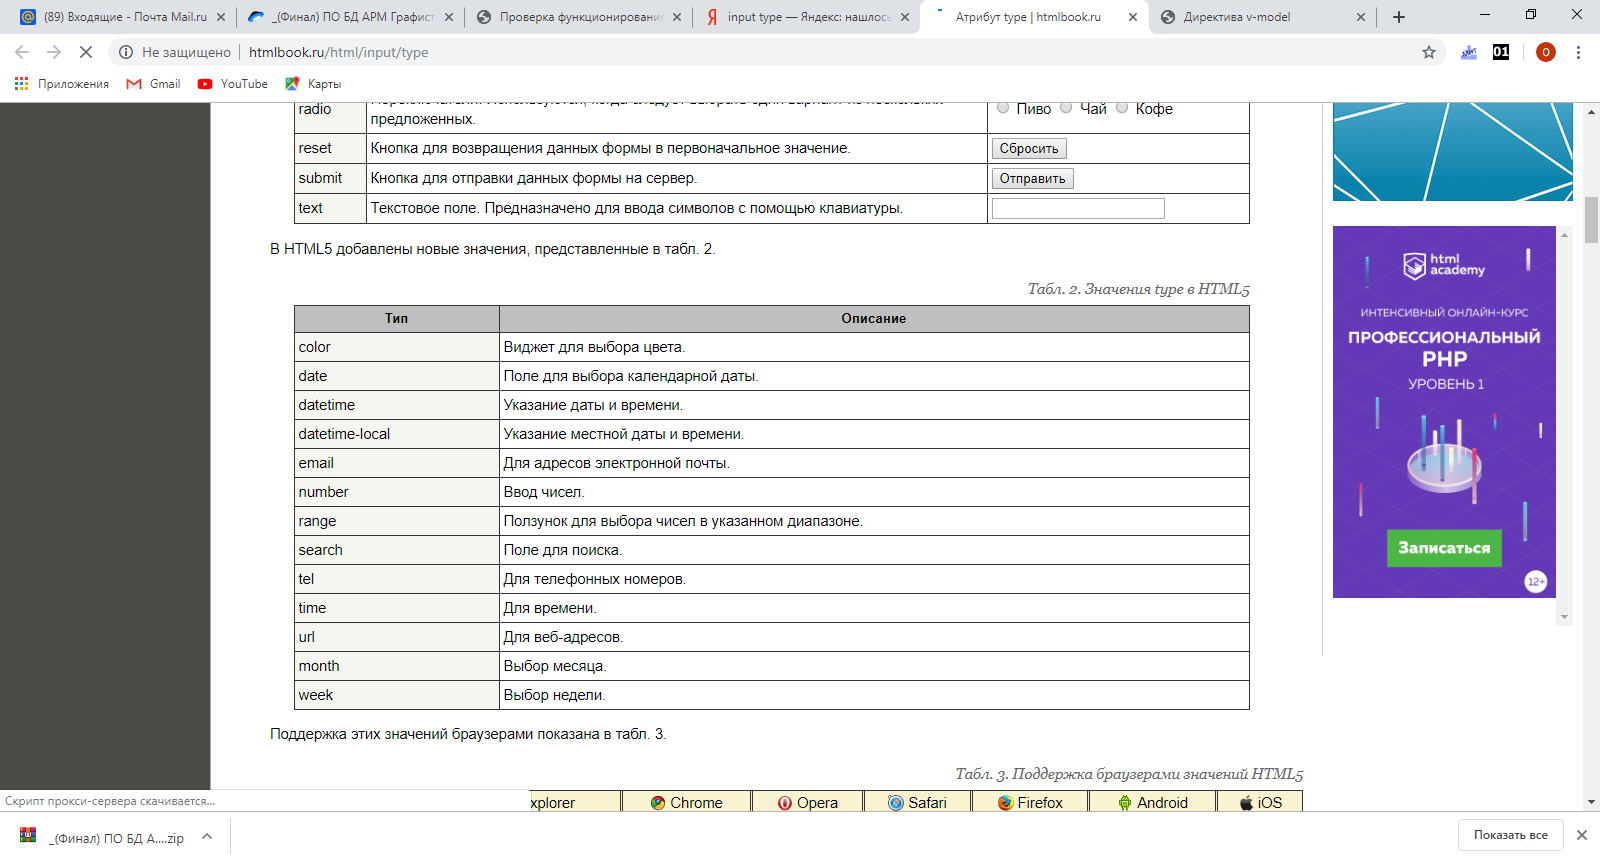 (89) Входящие - Почта Mail.ru
_(Финал) ПО БД АРМ Графист
Проверка функционирования
input type — Яндекс: нашлось
Атрибут type | htmlbook.ru
Директива v-model
Не защищено | htmlbook.ru/html/input/type
01
О
Приложения Gmail YouTube Карты
radio
предложенных.
Пиво Чай Кофе
reset Кнопка для возвращения данных формы в первоначальное значение. Сбросить
submit Кнопка для отправки данных формы на сервер. Отправить
text Текстовое поле. Предназначено для ввода символов с помощью клавиатуры.
В HTML5 добавлены новые значения, представленные в табл. 2.
Табл. 2. Значения type в HTML5
Тип Описание
color Виджет для выбора цвета.
date Поле для выбора календарной даты.
datetime Указание даты и времени.
datetime-local Указание местной даты и времени.
email Для адресов электронной почты.
number Ввод чисел.
range Ползунок для выбора чисел в указанном диапазоне.
search Поле для поиска.
tel Для телефонных номеров.
time Для времени.
url Для веб-адресов.
month Выбор месяца.
week Выбор недели.
Поддержка этих значений браузерами показана в табл. 3.
Табл. 3. Поддержка браузерами значений HTML5
xplorer Chrome Opera Safari Firefox Android iOS
html
academy
ИНТЕНСИВНЫЙ ОНЛАЙН-КУРС
ПРОФЕССИОНАЛЬНЫЙ
PHP
УРОВЕНЬ 1
Записаться
12+
Скрипт прокси-сервера скачивается...
_(Финал) ПО БД А....zip
Показать все